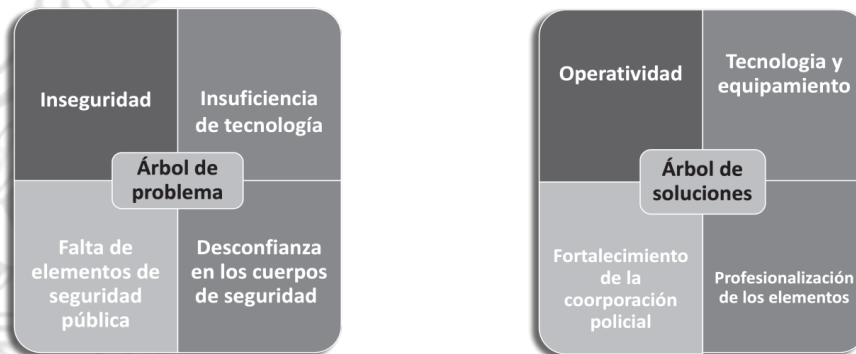 Inseguridad
Insuficiencia
de tecnología
Árbol de
problema
Falta de
elementos de
seguridad
pública
Desconfianza
en los cuerpos
de seguridad
Operatividad
Tecnologia y
equipamiento
Árbol de
soluciones
Fortalecimiento
de la
coorporación
policial
Profesionalización
de los elementos